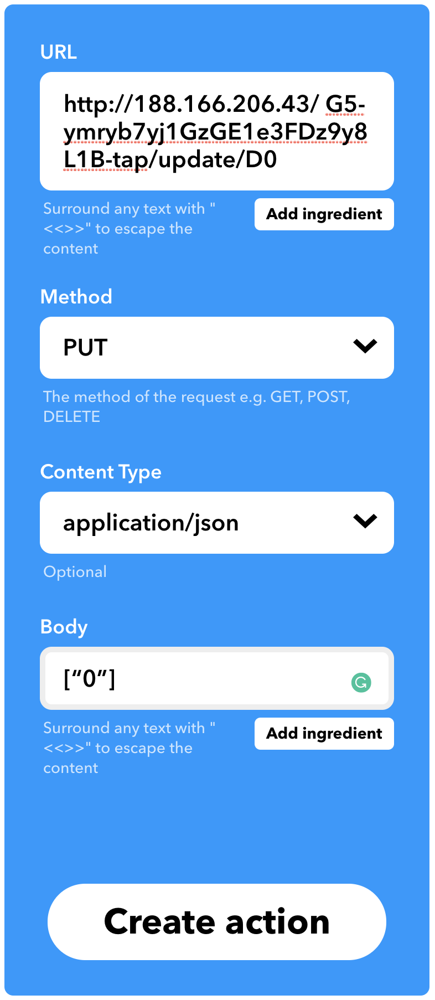 URL
http://188.166.206.43/ G5-
ymryb7yj1GzGE1e3FDz9y8
L1B-tap/update/D0
Surround any text with "
<<>>" to escape the
content
Add ingredient
Method
PUT
The method of the request e.g. GET, POST,
DELETE
Content Type
application/json
Optional
Body
[“0”]
Surround any text with "
<<>>" to escape the
content
Add ingredient
Create action